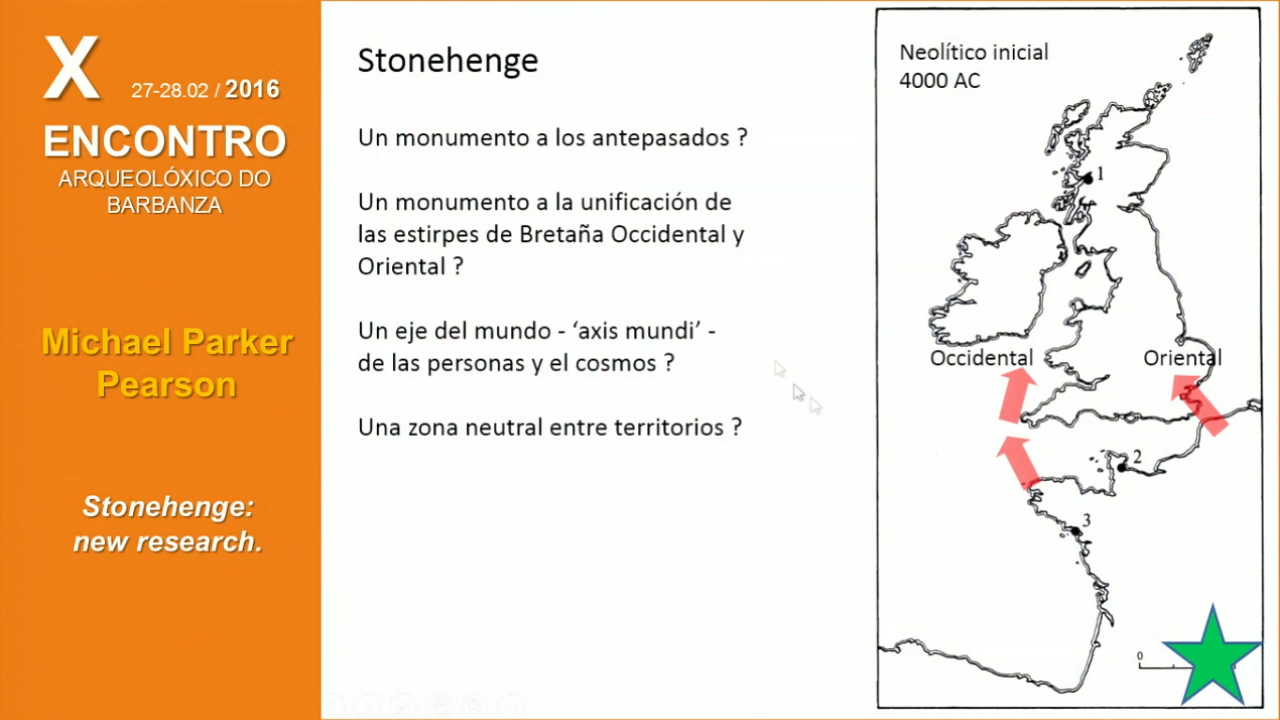 X
27-28.02 / 2016
ENCONTRO
ARQUEOLÓXICO DO
BARBANZA
Michael Parker
Pearson
Stonehenge:
new research.
Stonehenge
Un monumento a los antepasados ?
Un monumento a la unificación de
las estirpes de Bretaña Occidental y
Oriental ?
Un eje del mundo - ‘axis mundi’ -
de las personas y el cosmos ?
Una zona neutral entre territorios ?
Neolítico inicial
4000 AC
1
Occidental
Oriental
2
3
0